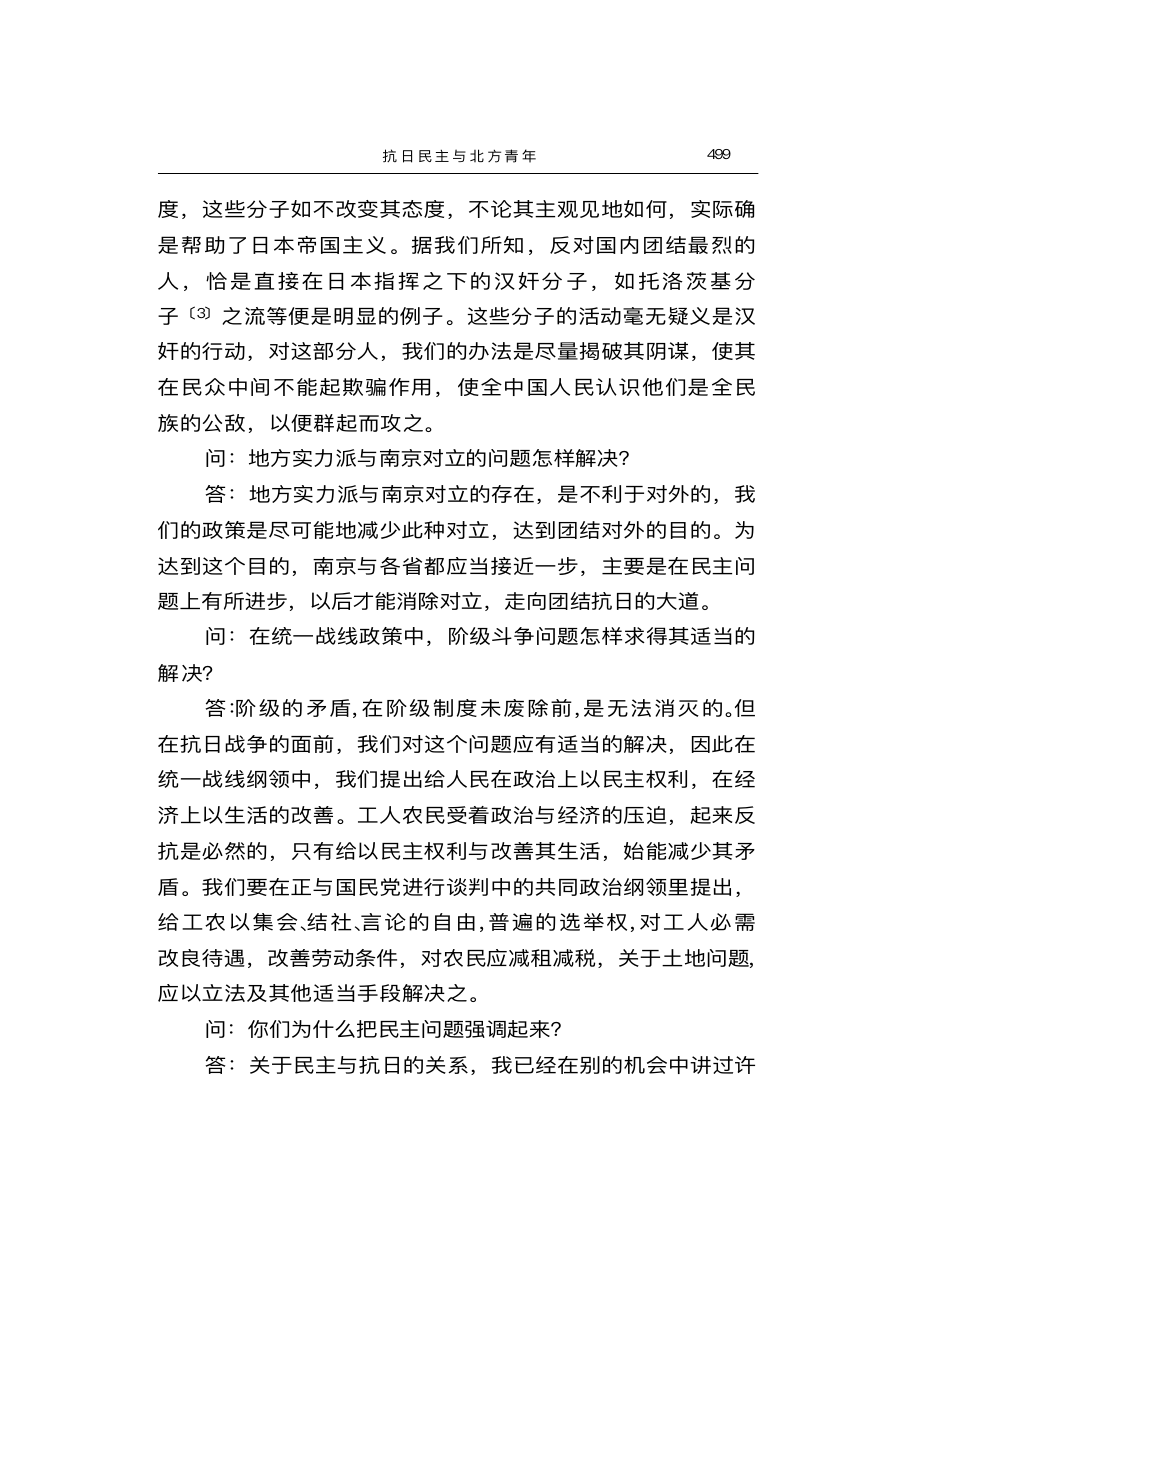 抗日民主与北方青年 499
度，这些分子如不改变其态度，不论其主观见地如何，实际确
是帮助了日本帝国主义。据我们所知，反对国内团结最烈的
人，恰是直接在日本指挥之下的汉奸分子，如托洛茨基分
子〔3〕之流等便是明显的例子。这些分子的活动毫无疑义是汉
奸的行动，对这部分人，我们的办法是尽量揭破其阴谋，使其
在民众中间不能起欺骗作用，使全中国人民认识他们是全民
族的公敌，以便群起而攻之。
问：地方实力派与南京对立的问题怎样解决？
答：地方实力派与南京对立的存在，是不利于对外的，我
们的政策是尽可能地减少此种对立，达到团结对外的目的。为
达到这个目的，南京与各省都应当接近一步，主要是在民主问
题上有所进步，以后才能消除对立，走向团结抗日的大道。
问：在统一战线政策中，阶级斗争问题怎样求得其适当的
解决？
答：阶级的矛盾，在阶级制度未废除前，是无法消灭的。但
在抗日战争的面前，我们对这个问题应有适当的解决，因此在
统一战线纲领中，我们提出给人民在政治上以民主权利，在经
济上以生活的改善。工人农民受着政治与经济的压迫，起来反
抗是必然的，只有给以民主权利与改善其生活，始能减少其矛
盾。我们要在正与国民党进行谈判中的共同政治纲领里提出，
给工农以集会、结社、言论的自由，普遍的选举权，对工人必需
改良待遇，改善劳动条件，对农民应减租减税，关于土地问题，
应以立法及其他适当手段解决之。
问：你们为什么把民主问题强调起来？
答：关于民主与抗日的关系，我已经在别的机会中讲过许